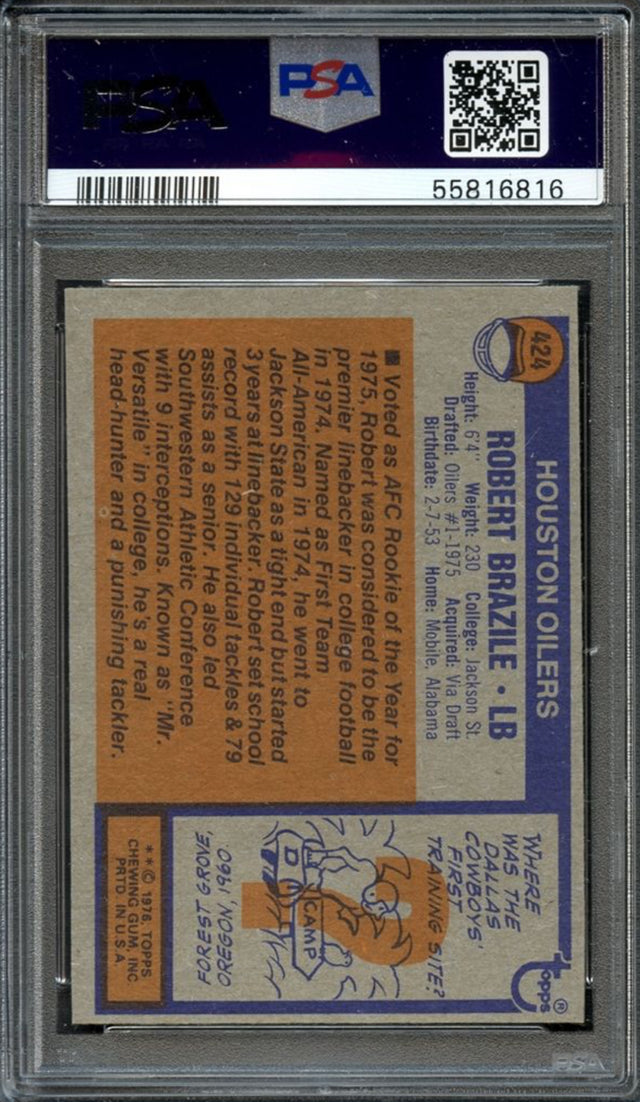 PSA
PSA
55816816
424
HOUSTON OILERS
ROBERT BRAZILE • LB
Height: 6'4" Weight: 230 College: Jackson St.
Drafted: Oilers #1-1975 Acquired: Via Draft
Birthdate: 2-7-53 Home: Mobile, Alabama
■ Voted as AFC Rookie of the Year for
1975, Robert was considered to be the
premier linebacker in college football
in 1974. Named as First Team
All-American in 1974, he went to
Jackson State as a tight end but started
3 years at linebacker. Robert set school
record with 129 individual tackles & 79
assists as a senior. He also led
Southwestern Athletic Conference
with 9 interceptions. Known as "Mr.
Versatile" in college, he's a real
head-hunter and a punishing tackler.
topps®
WHERE
WAS THE
DALLAS
COWBOYS'
FIRST
TRAINING SITE?
?
CAMP
D
FOREST GROVE,
OREGON, 1960.
** © 1976, TOPPS
CHEWING GUM, INC.
PRTD. IN U.S.A.
PSA